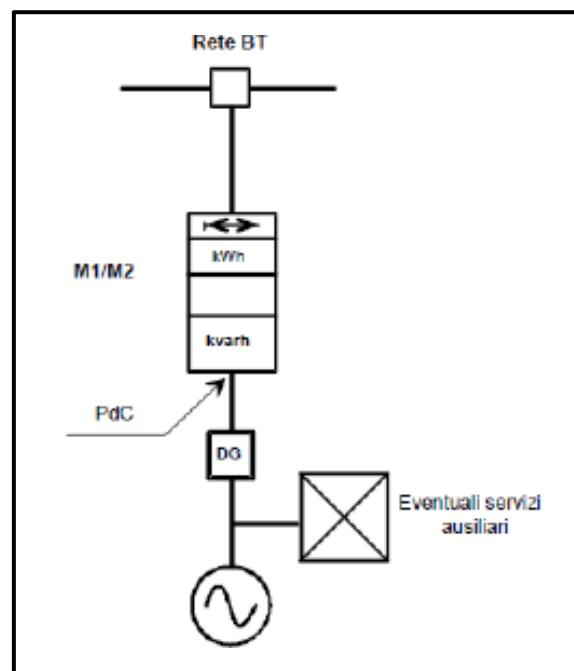 Rete BT
kWh
M1/M2
kvarh
PdC
DG
Eventuali servizi
ausiliari